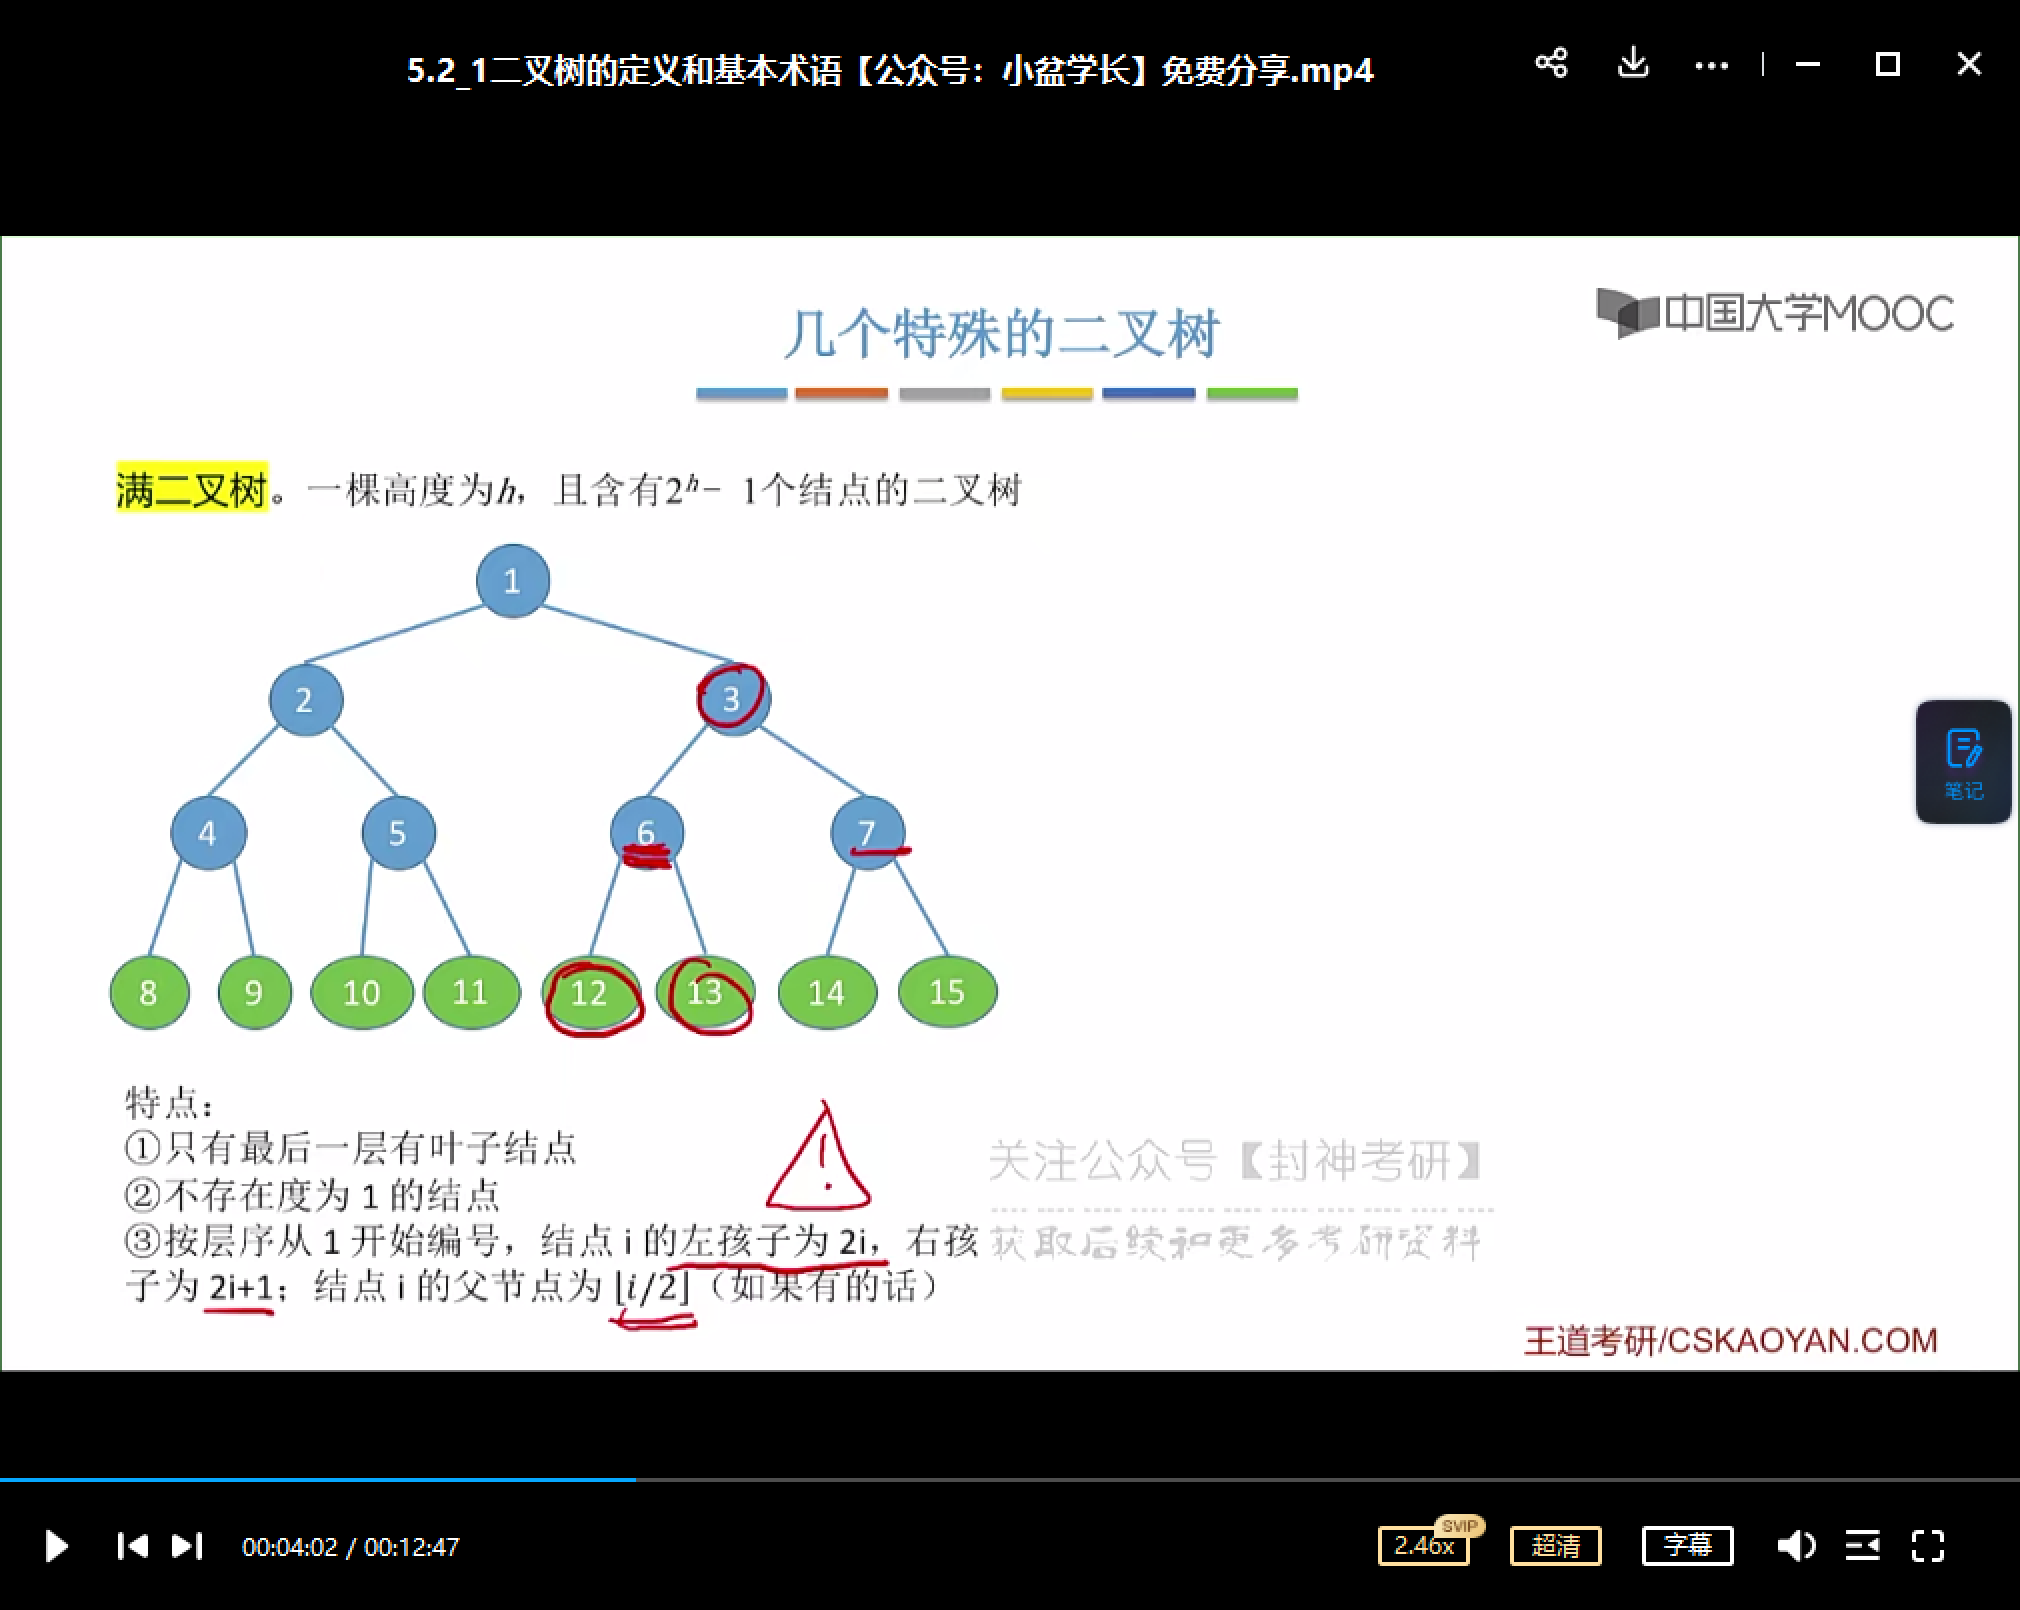 5.2_1二叉树的定义和基本术语【公众号：小盆学长】免费分享.mp4
中国大学MOOC
几个特殊的二叉树
满二叉树。一棵高度为h，且含有2ʰ− 1个结点的二叉树
1
2 3
4 5 6 7
8 9 10 11 12 13 14 15
笔记
特点：
①只有最后一层有叶子结点
②不存在度为 1 的结点
③按层序从 1 开始编号，结点 i 的左孩子为 2i，右孩
子为 2i+1；结点 i 的父节点为 ⌊i/2⌋（如果有的话）
!
关注公众号【封神考研】
获取后续和更多考研资料
王道考研/CSKAOYAN.COM
00:04:02 / 00:12:47
2.46x
SVIP
超清
字幕